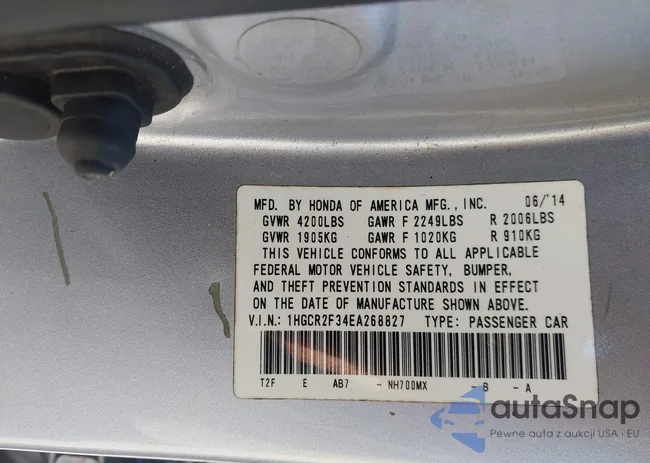 MFD. BY HONDA OF AMERICA MFG., INC. 06/'14
GVWR 4200LBS GAWR F 2249LBS R 2006LBS
GVWR 1905KG GAWR F 1020KG R 910KG
THIS VEHICLE CONFORMS TO ALL APPLICABLE
FEDERAL MOTOR VEHICLE SAFETY, BUMPER,
AND THEFT PREVENTION STANDARDS IN EFFECT
ON THE DATE OF MANUFACTURE SHOWN ABOVE.
V.I.N.: 1HGCR2F34EA268827 TYPE: PASSENGER CAR
T2F E AB7 - NH700MX - B - A
autaSnap
Pewne auta z aukcji USA i EU